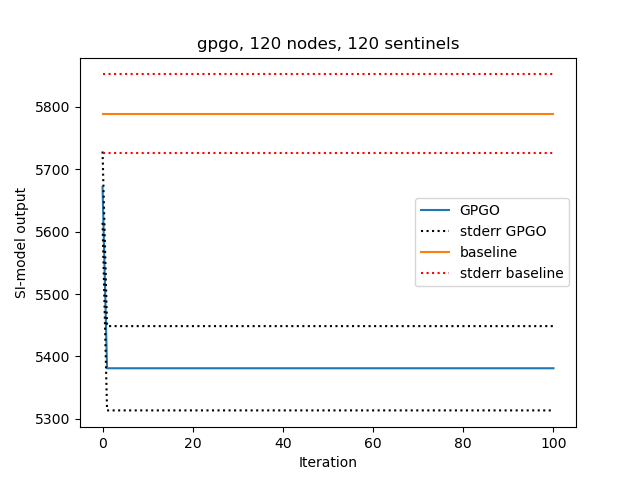 gpgo, 120 nodes, 120 sentinels
SI-model output
5800
5700
5600
5500
5400
5300
GPGO
stderr GPGO
baseline
stderr baseline
0
20
40
60
80
100
Iteration